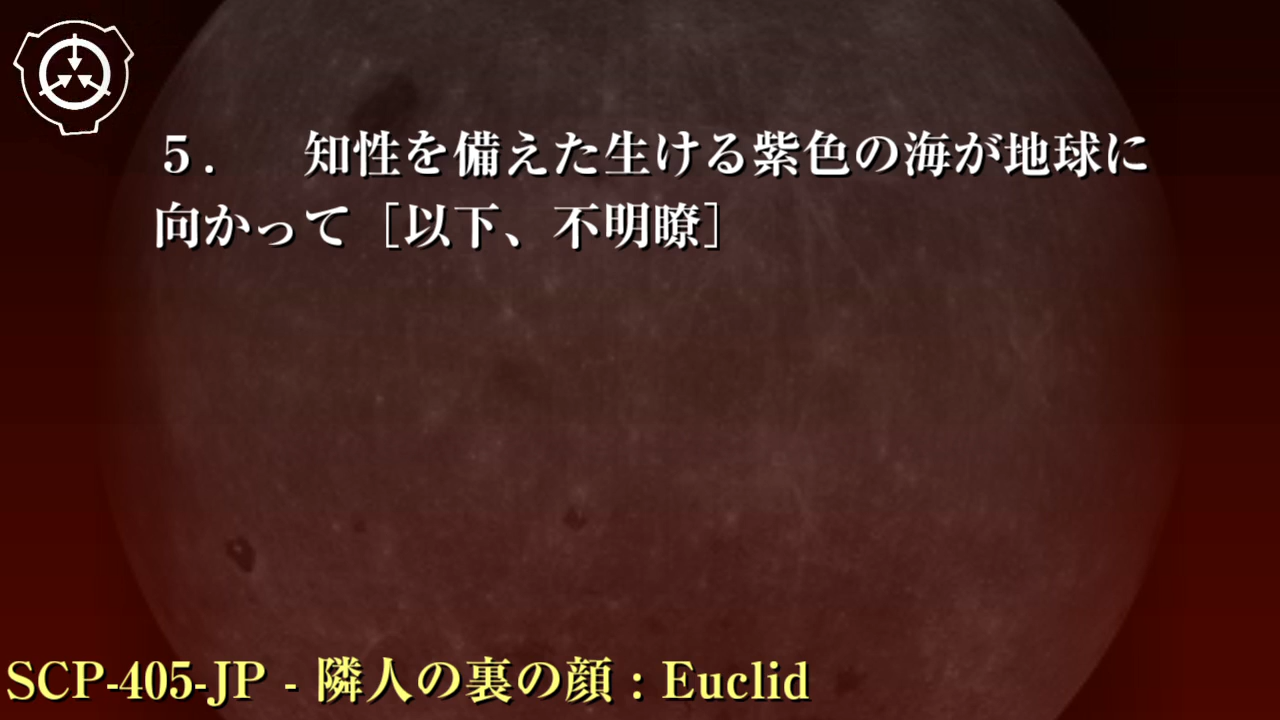 ５．　知性を備えた生ける紫色の海が地球に
向かって［以下、不明瞭］
SCP-405-JP - 隣人の裏の顔 : Euclid